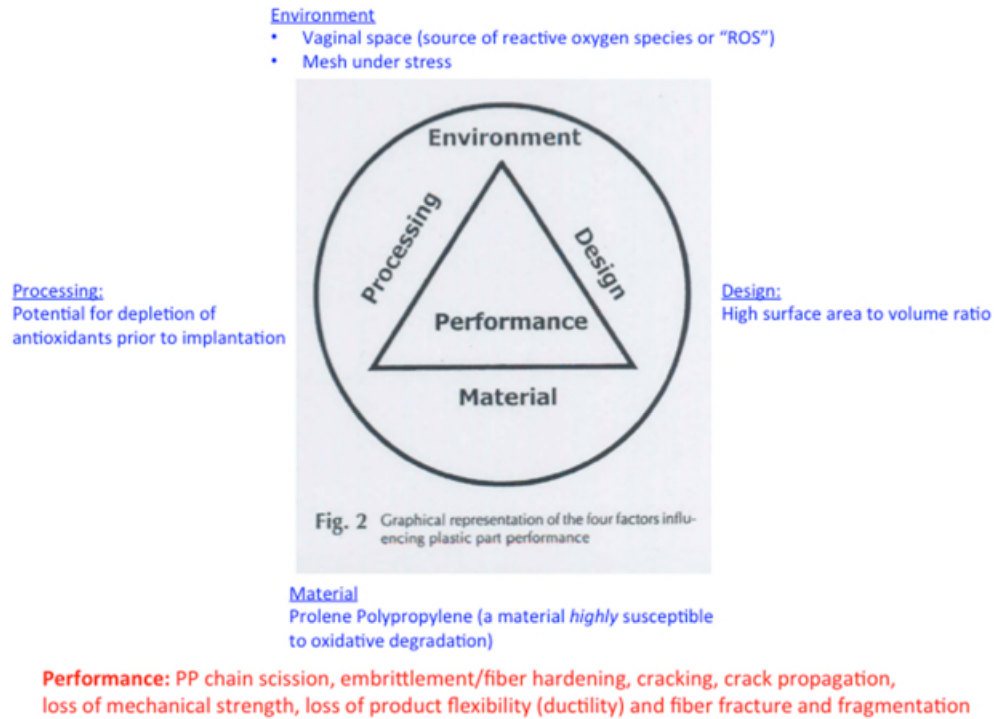 Environment
• Vaginal space (source of reactive oxygen species or “ROS”)
• Mesh under stress
Environment
Processing
Design
Performance
Material
Processing:
Potential for depletion of
antioxidants prior to implantation
Design:
High surface area to volume ratio
Fig. 2 Graphical representation of the four factors influ-
encing plastic part performance
Material
Prolene Polypropylene (a material highly susceptible
to oxidative degradation)
Performance: PP chain scission, embrittlement/fiber hardening, cracking, crack propagation,
loss of mechanical strength, loss of product flexibility (ductility) and fiber fracture and fragmentation